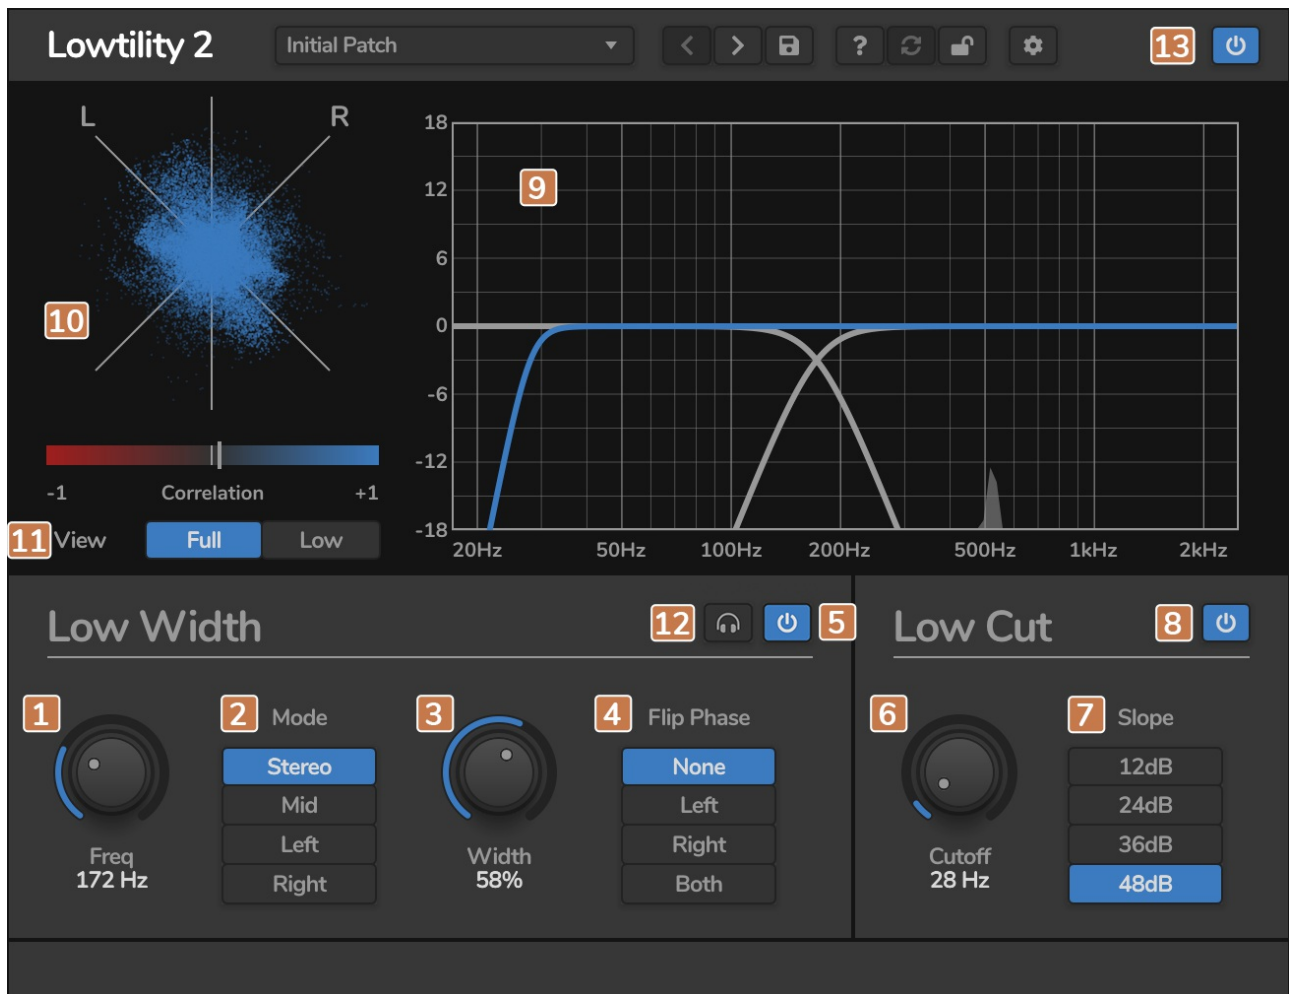 Lowtility 2
Initial Patch
?
13
L
R
10
-1 Correlation +1
11 View Full Low
18
12
6
0
-6
-12
-18
9
20Hz 50Hz 100Hz 200Hz 500Hz 1kHz 2kHz
Low Width
12
5
1
Freq
172 Hz
2 Mode
Stereo
Mid
Left
Right
3
Width
58%
4 Flip Phase
None
Left
Right
Both
Low Cut
8
6
Cutoff
28 Hz
7 Slope
12dB
24dB
36dB
48dB